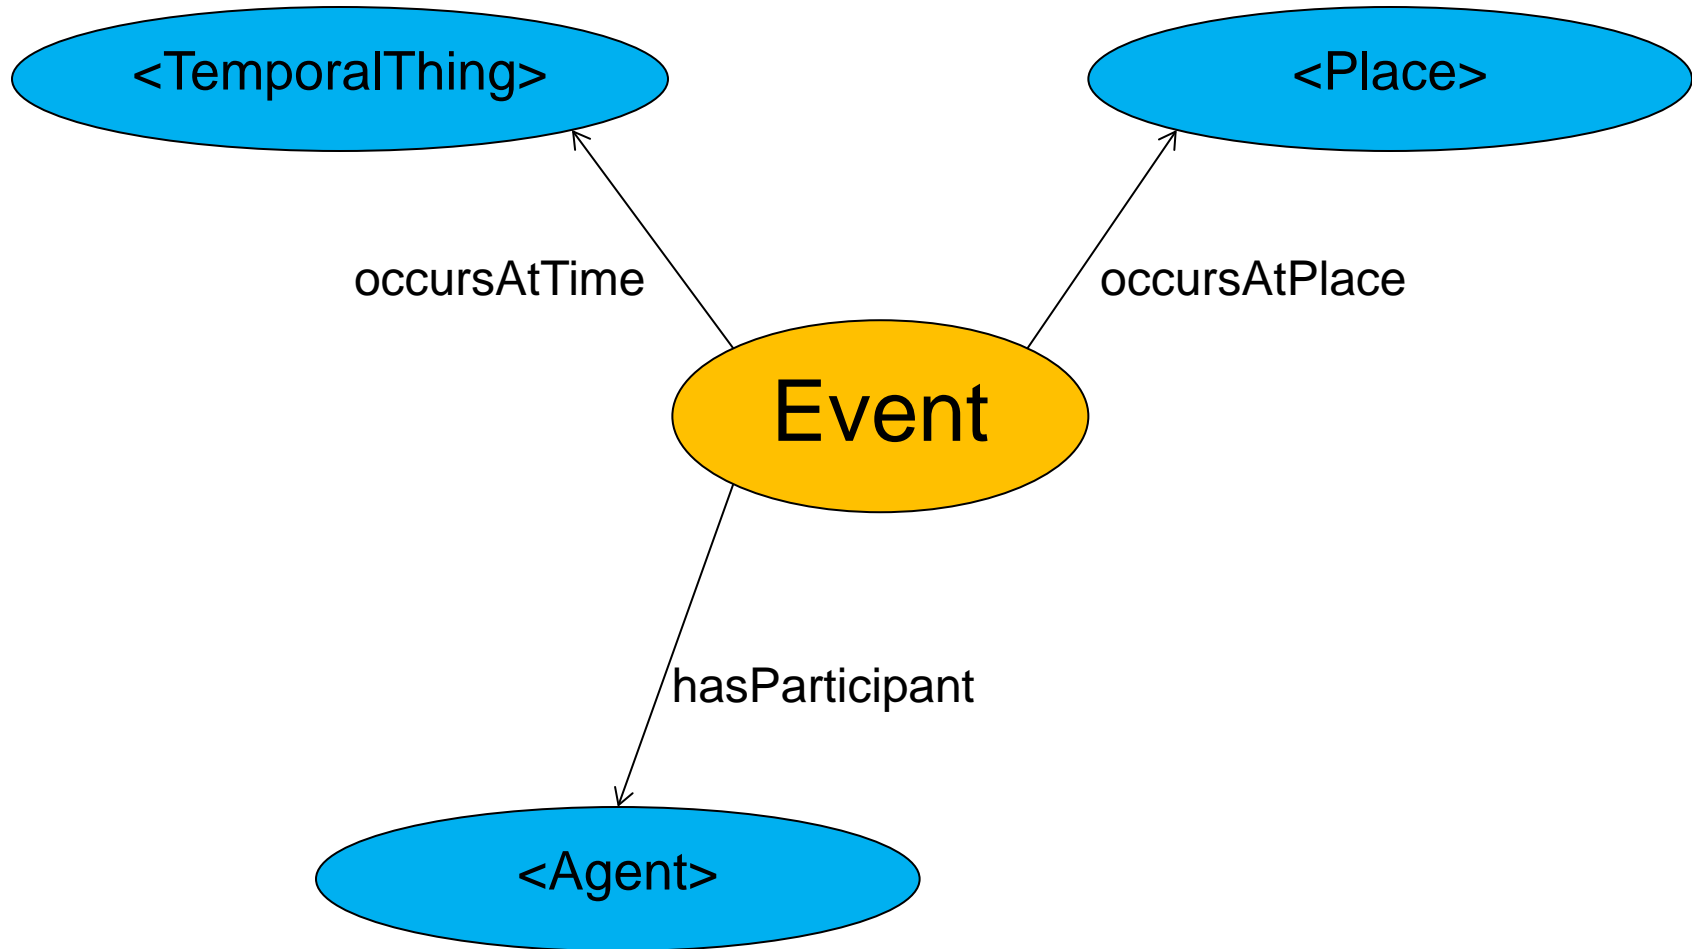 <TemporalThing>
<Place>
occursAtTime
occursAtPlace
Event
hasParticipant
<Agent>